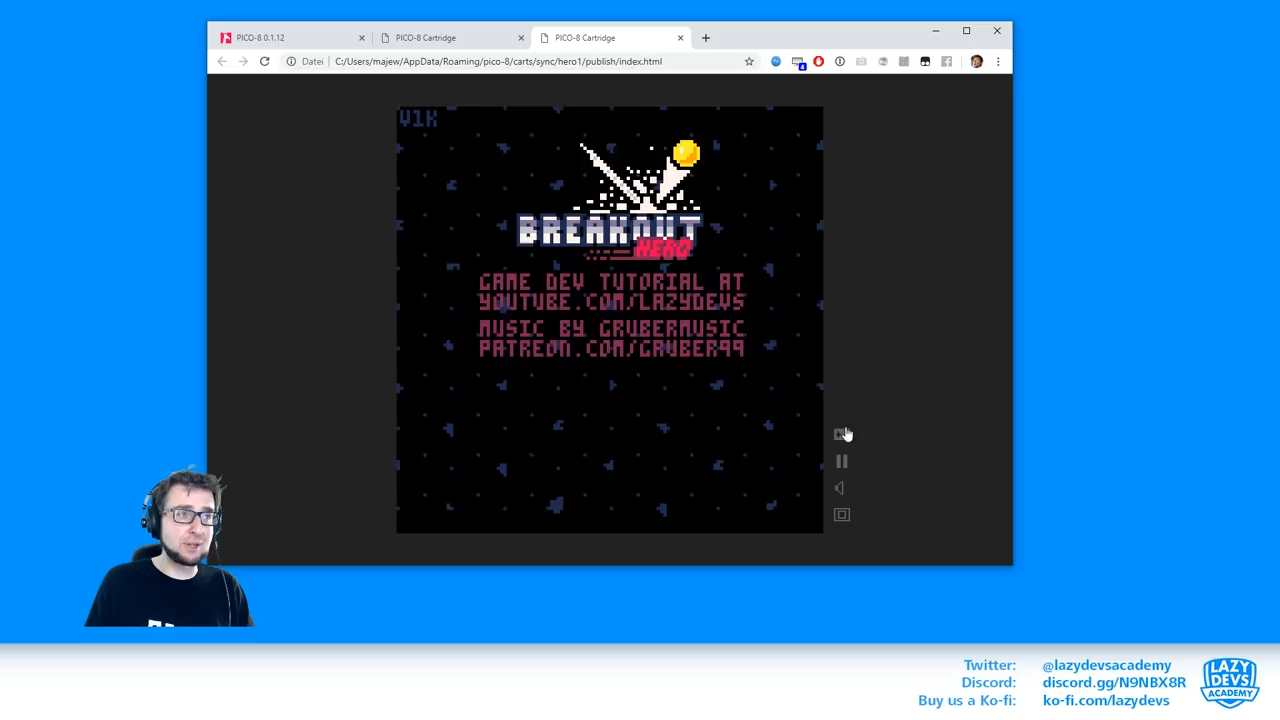 PICO-8 0.1.12
PICO-8 Cartridge
PICO-8 Cartridge
Datei
C:/Users/majew/AppData/Roaming/pico-8/carts/sync/hero1/publish/index.html
4
V1K
BREAKOUT
HERO
GAME DEV TUTORIAL AT
YOUTUBE.COM/LAZYDEVS
MUSIC BY GRUBERMUSIC
PATREON.COM/GRUBER99
Twitter: @lazydevsacademy
Discord: discord.gg/N9NBX8R
Buy us a Ko-fi: ko-fi.com/lazydevs
LAZY
DEVS
ACADEMY